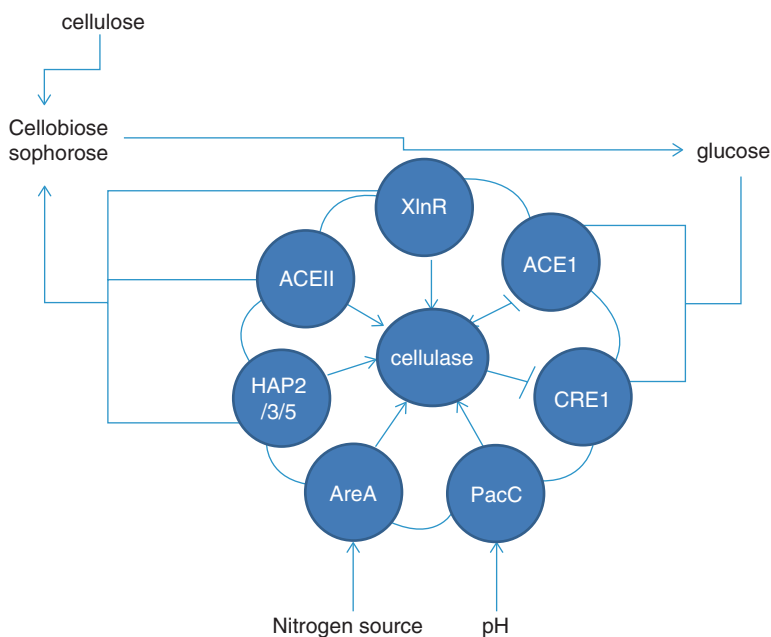 cellulose
Cellobiose
sophorose
glucose
XlnR
ACEII
ACE1
cellulase
HAP2
/3/5
CRE1
AreA
PacC
Nitrogen source
pH